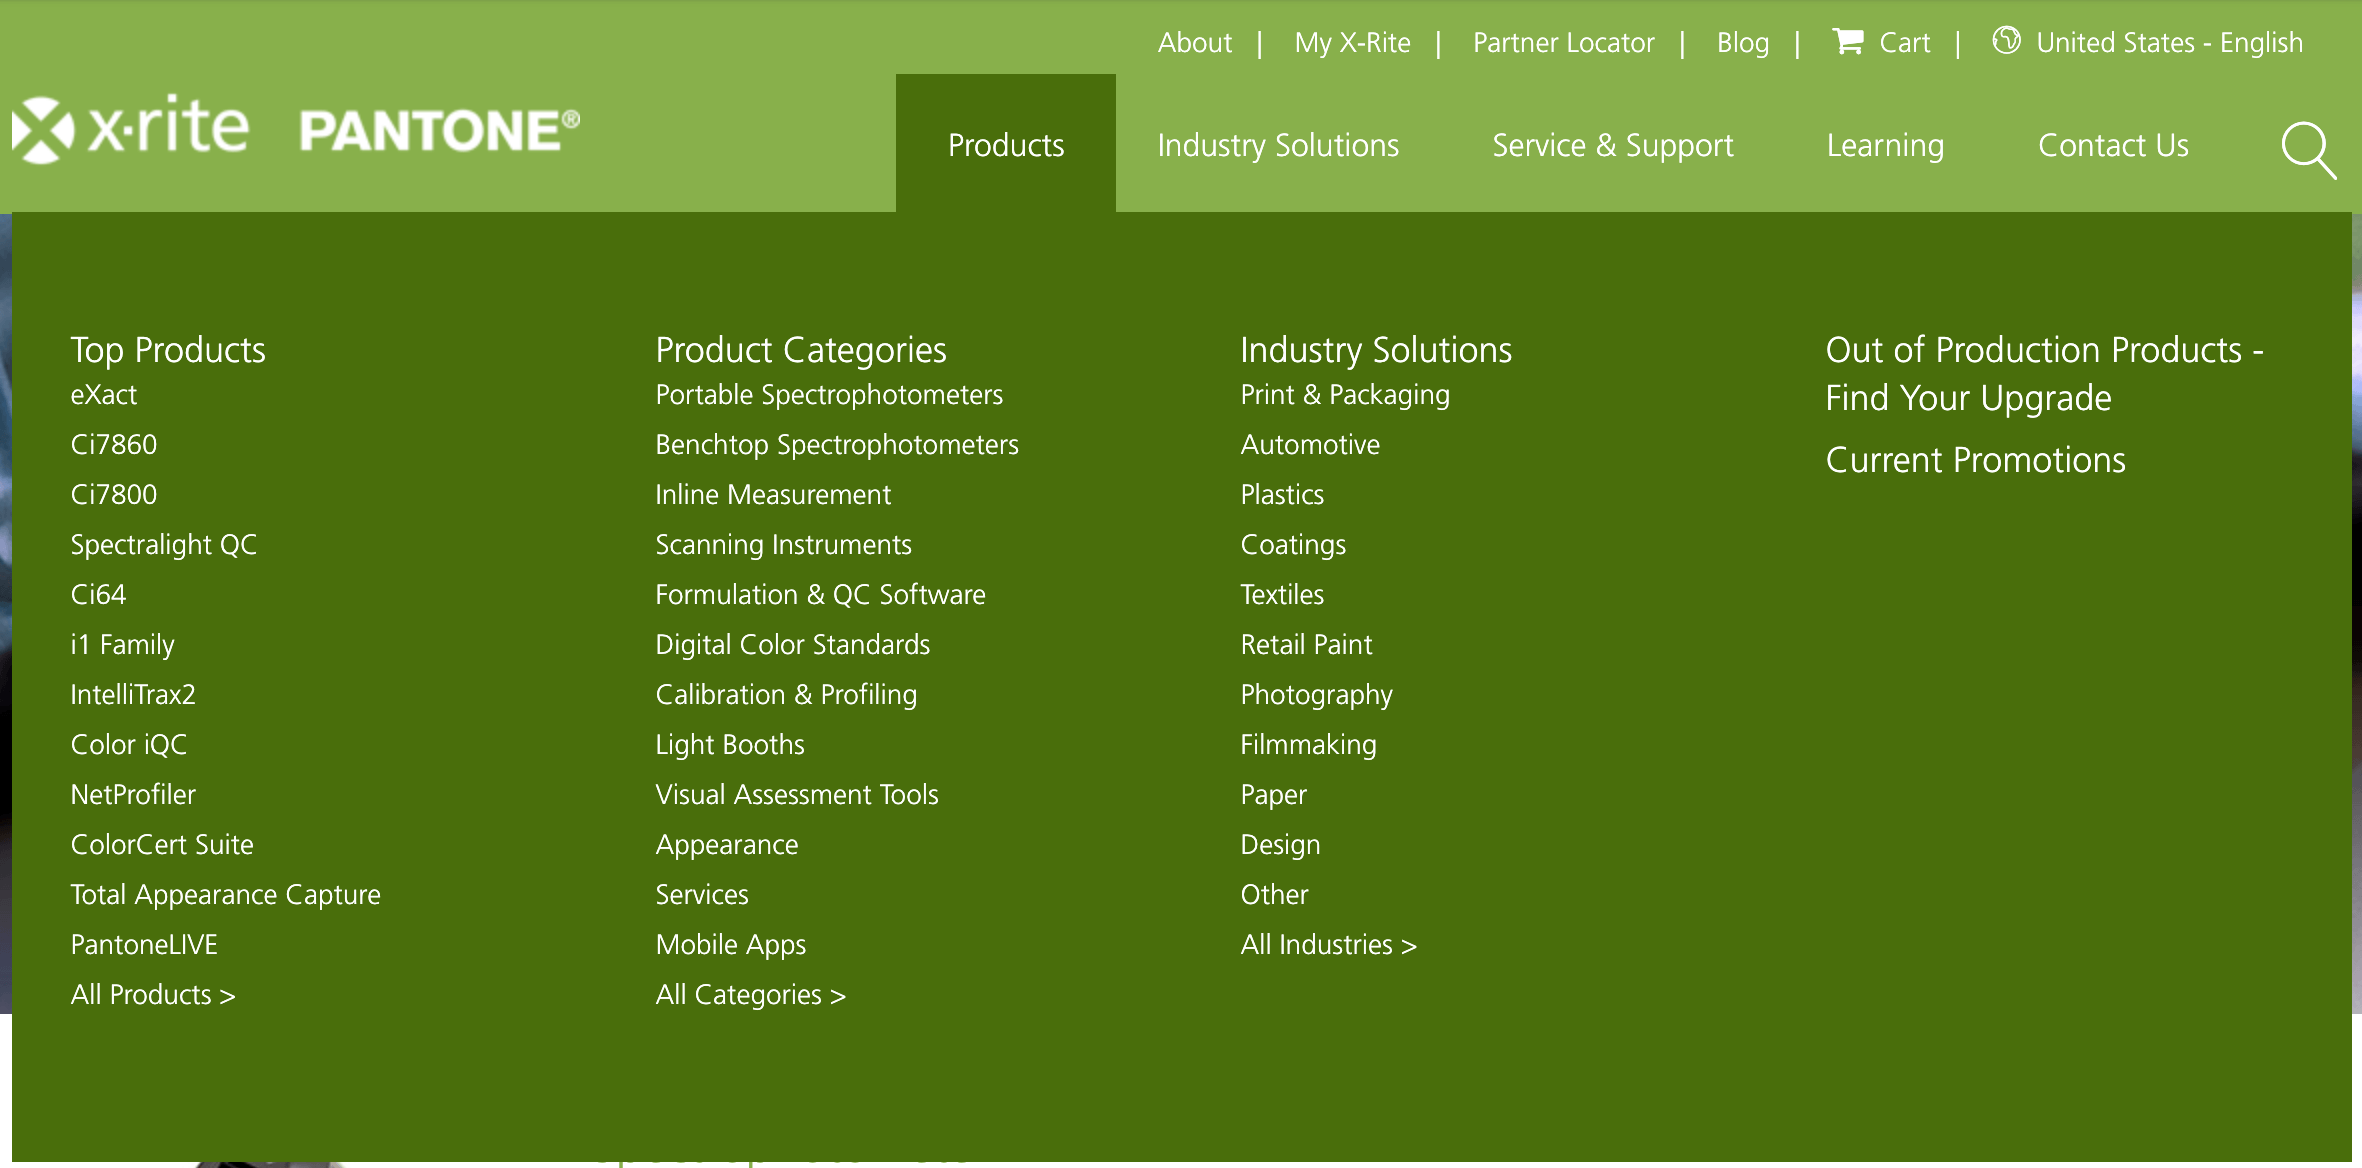 About | My X-Rite | Partner Locator | Blog | Cart | United States - English
x·rite PANTONE®
Products Industry Solutions Service & Support Learning Contact Us
Top Products
eXact
Ci7860
Ci7800
Spectralight QC
Ci64
i1 Family
IntelliTrax2
Color iQC
NetProfiler
ColorCert Suite
Total Appearance Capture
PantoneLIVE
All Products >
Product Categories
Portable Spectrophotometers
Benchtop Spectrophotometers
Inline Measurement
Scanning Instruments
Formulation & QC Software
Digital Color Standards
Calibration & Profiling
Light Booths
Visual Assessment Tools
Appearance
Services
Mobile Apps
All Categories >
Industry Solutions
Print & Packaging
Automotive
Plastics
Coatings
Textiles
Retail Paint
Photography
Filmmaking
Paper
Design
Other
All Industries >
Out of Production Products -
Find Your Upgrade
Current Promotions